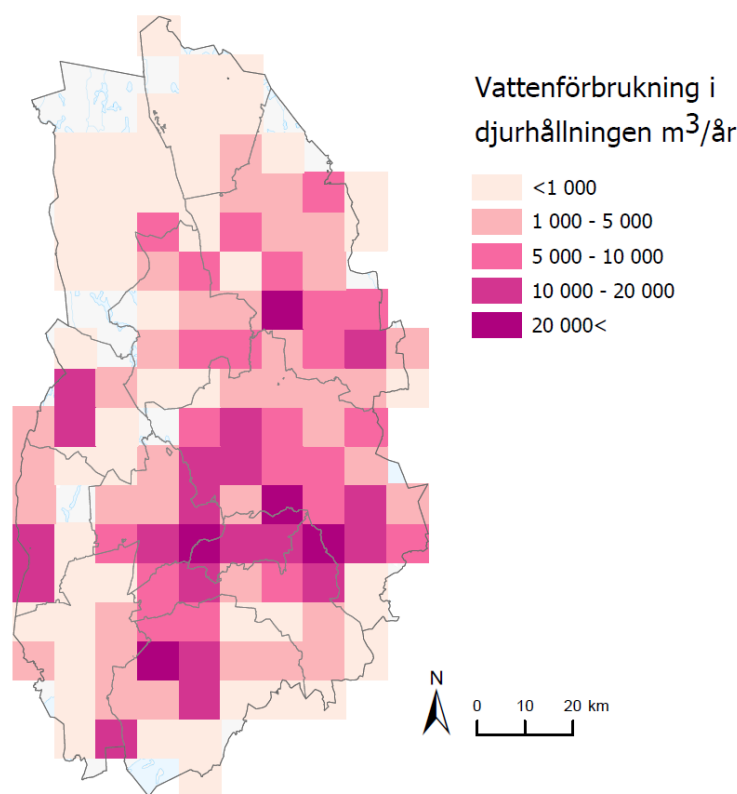 Vattenförbrukning i
djurhållningen m³/år
<1 000
1 000 - 5 000
5 000 - 10 000
10 000 - 20 000
20 000<
N
0 10 20 km